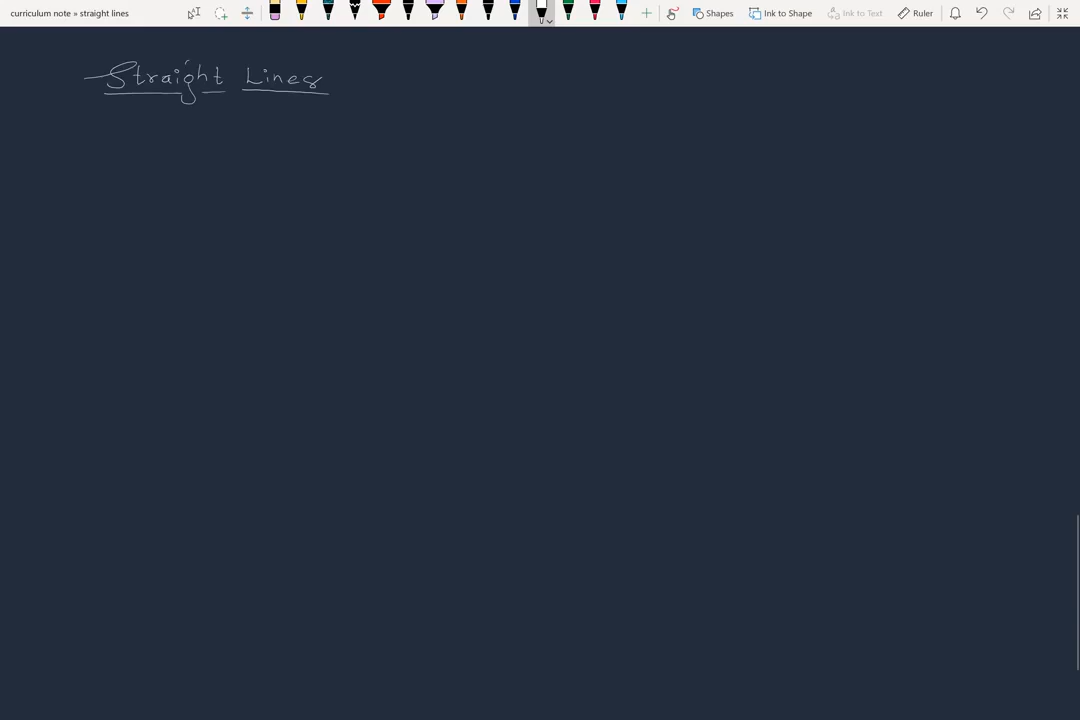 curriculum note » straight lines
Shapes
Ink to Shape
Ink to Text
Ruler
Straight Lines